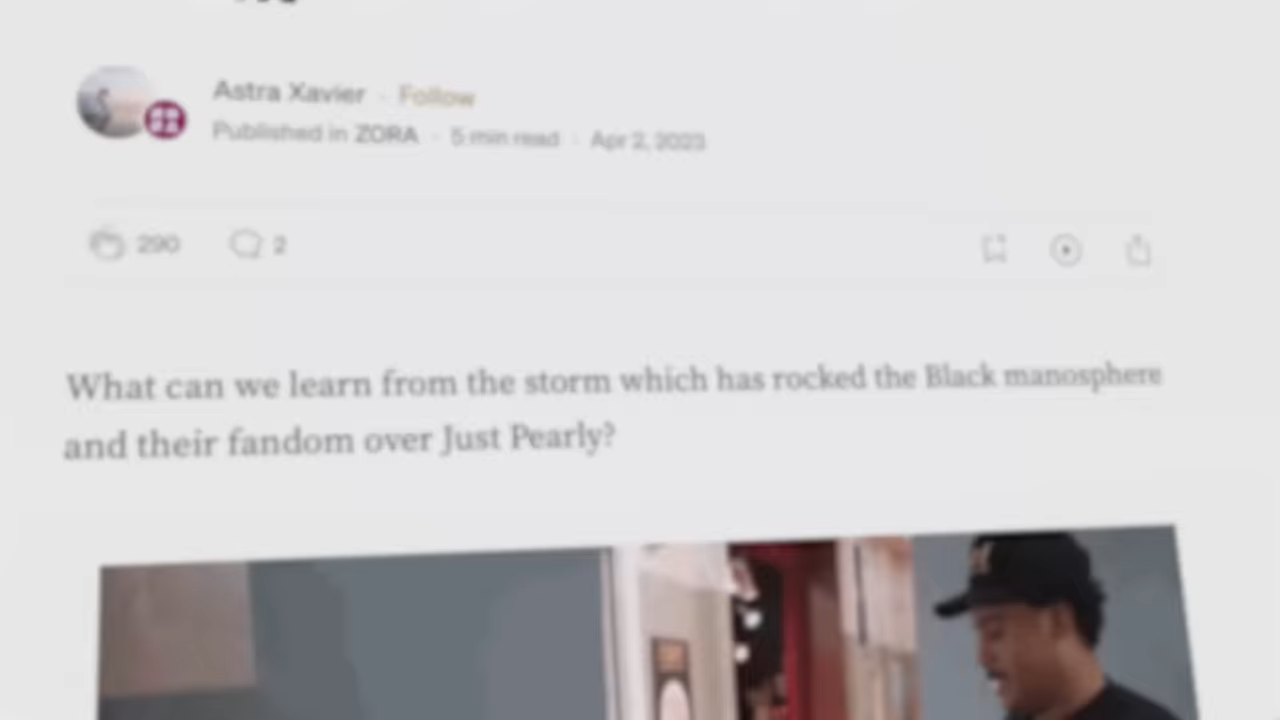 Astra Xavier · Follow
Published in ZORA · 5 min read · Apr 2, 2023
290 2
What can we learn from the storm which has rocked the Black manosphere
and their fandom over Just Pearly?